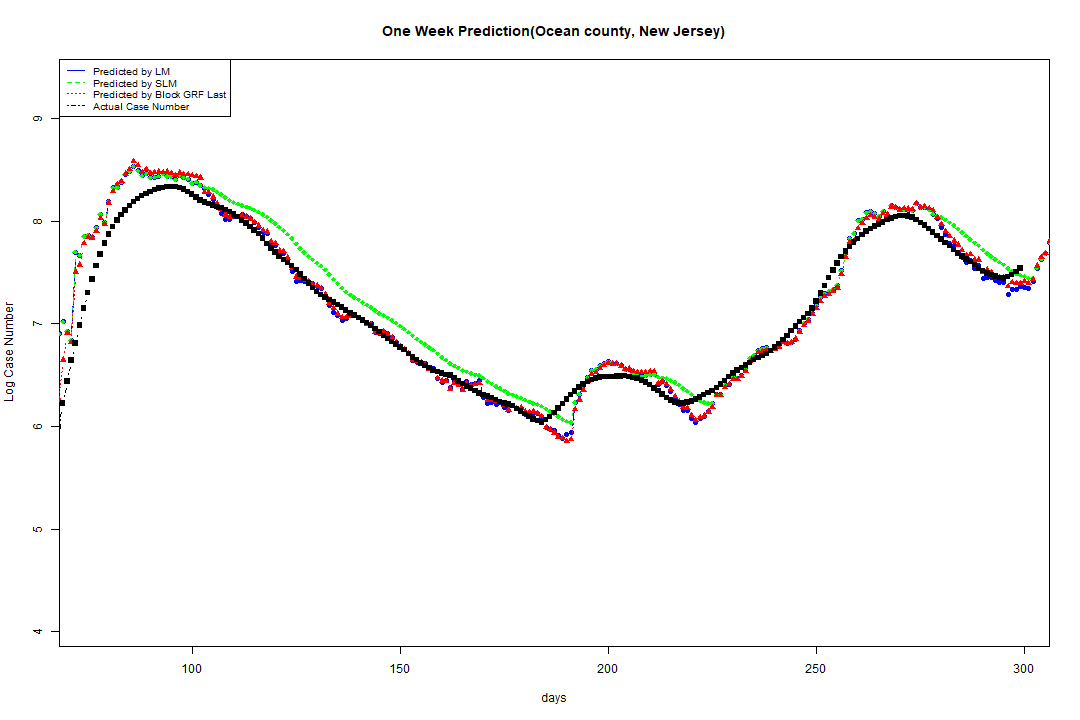 One Week Prediction(Ocean county, New Jersey)
Predicted by LM
Predicted by SLM
Predicted by Block GRF Last
Actual Case Number
Log Case Number
9
8
7
6
5
4
100 150 200 250 300
days